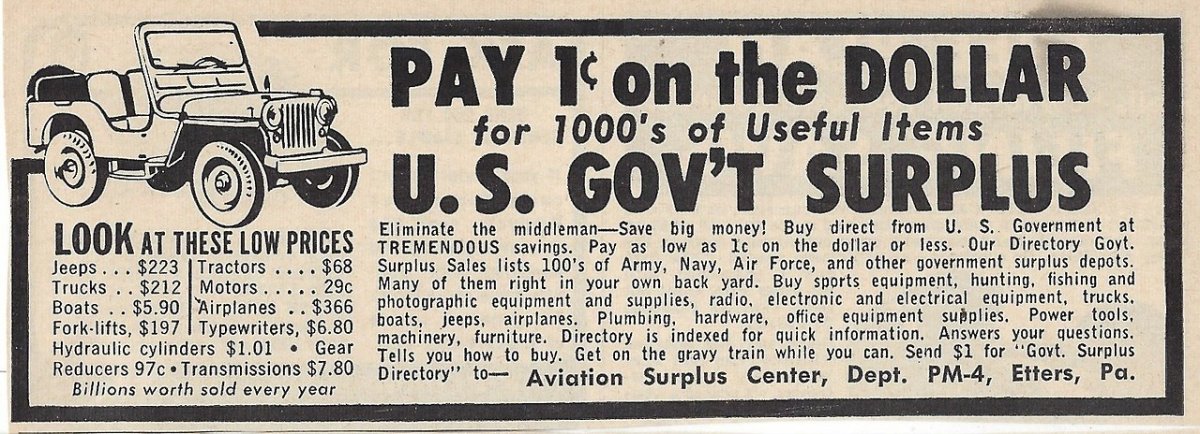 PAY 1¢ on the DOLLAR
for 1000's of Useful Items
U. S. GOV'T SURPLUS
LOOK AT THESE LOW PRICES
Jeeps . . . $223
Trucks . . $212
Boats . . $5.90
Fork-lifts, $197
Tractors . . . . $68
Motors . . . . . 29c
Airplanes . . $366
Typewriters, $6.80
Hydraulic cylinders $1.01 • Gear
Reducers 97c • Transmissions $7.80
Billions worth sold every year
Eliminate the middleman—Save big money! Buy direct from U. S. Government at
TREMENDOUS savings. Pay as low as 1c on the dollar or less. Our Directory Govt.
Surplus Sales lists 100's of Army, Navy, Air Force, and other government surplus depots.
Many of them right in your own back yard. Buy sports equipment, hunting, fishing and
photographic equipment and supplies, radio, electronic and electrical equipment, trucks,
boats, jeeps, airplanes. Plumbing, hardware, office equipment supplies. Power tools,
machinery, furniture. Directory is indexed for quick information. Answers your questions.
Tells you how to buy. Get on the gravy train while you can. Send $1 for "Govt. Surplus
Directory" to— Aviation Surplus Center, Dept. PM-4, Etters, Pa.